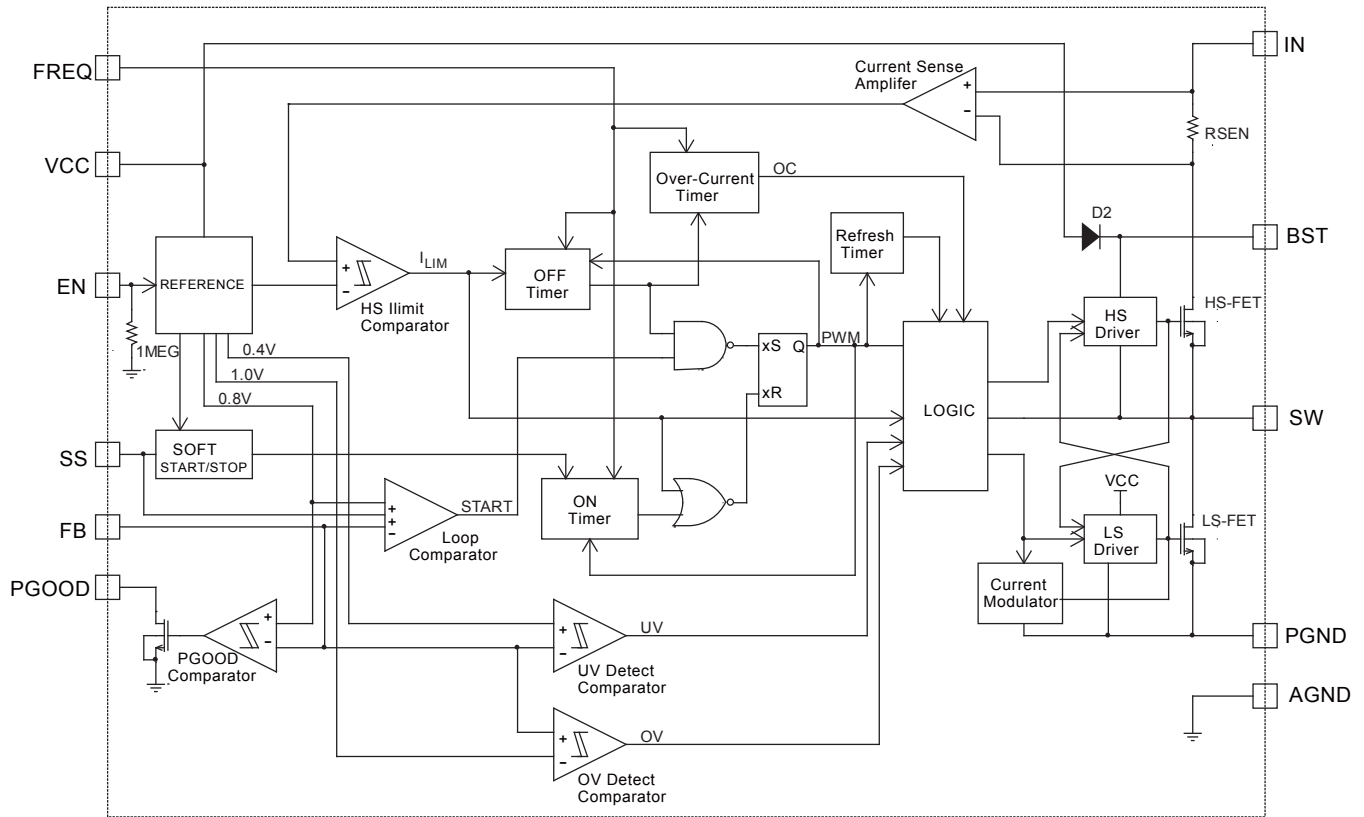 FREQ
IN
Current Sense
Amplifer
+
-
RSEN
VCC
Over-Current
Timer
OC
D2
BST
Refresh
Timer
EN
REFERENCE
+
-
ILIM
HS Ilimit
Comparator
OFF
Timer
HS
Driver
HS-FET
1MEG
0.4V
1.0V
0.8V
xS Q
xR
PWM
LOGIC
SW
SS
SOFT
START/STOP
+
+
-
START
Loop
Comparator
ON
Timer
VCC
LS
Driver
LS-FET
FB
PGOOD
Current
Modulator
+
-
PGOOD
Comparator
+
-
UV
UV Detect
Comparator
PGND
AGND
+
-
OV
OV Detect
Comparator